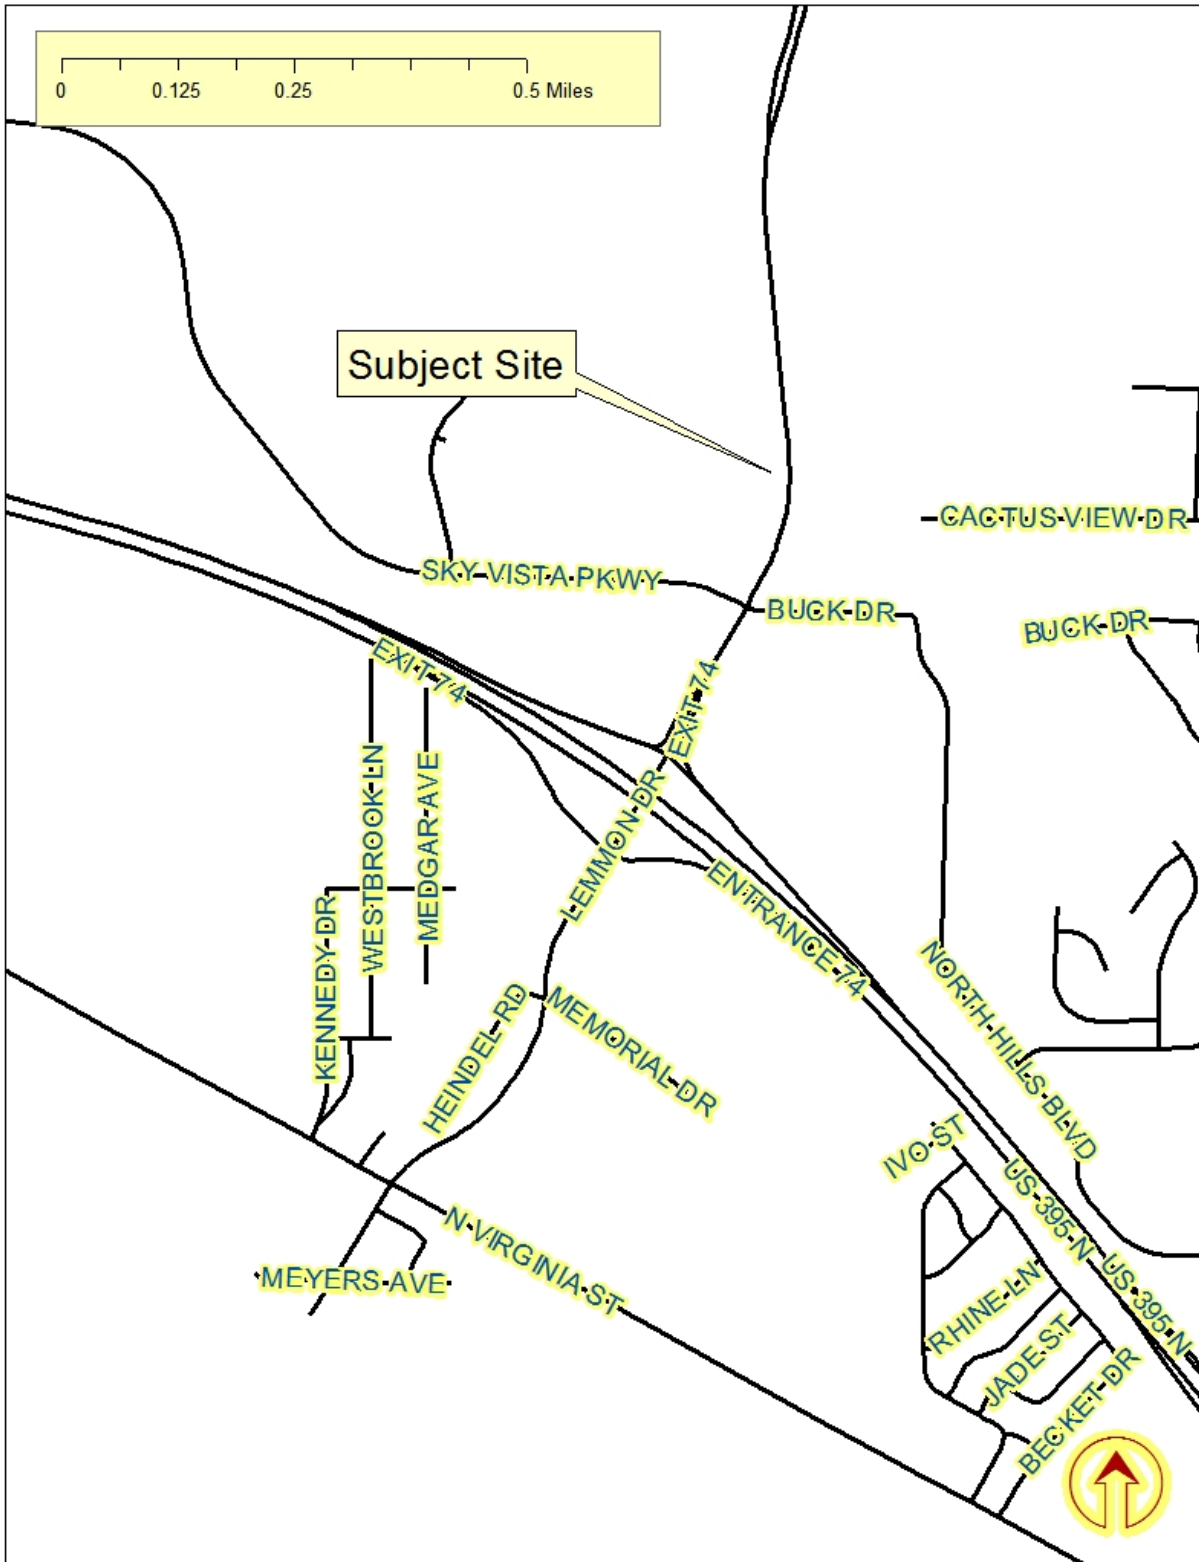 0 0.125 0.25 0.5 Miles
Subject Site
CACTUS VIEW DR
SKY VISTA PKWY
BUCK DR
BUCK DR
EXIT 74
EXIT 74
WESTBROOK LN
MEDGAR AVE
LEMMON DR
ENTRANCE 74
KENNEDY DR
NORTH HILLS BLVD
HEINDEL RD
MEMORIAL DR
IVO ST
US 395 N
N VIRGINIA ST
MEYERS AVE
US 395 N
RHINE LN
JADE ST
BECKET DR